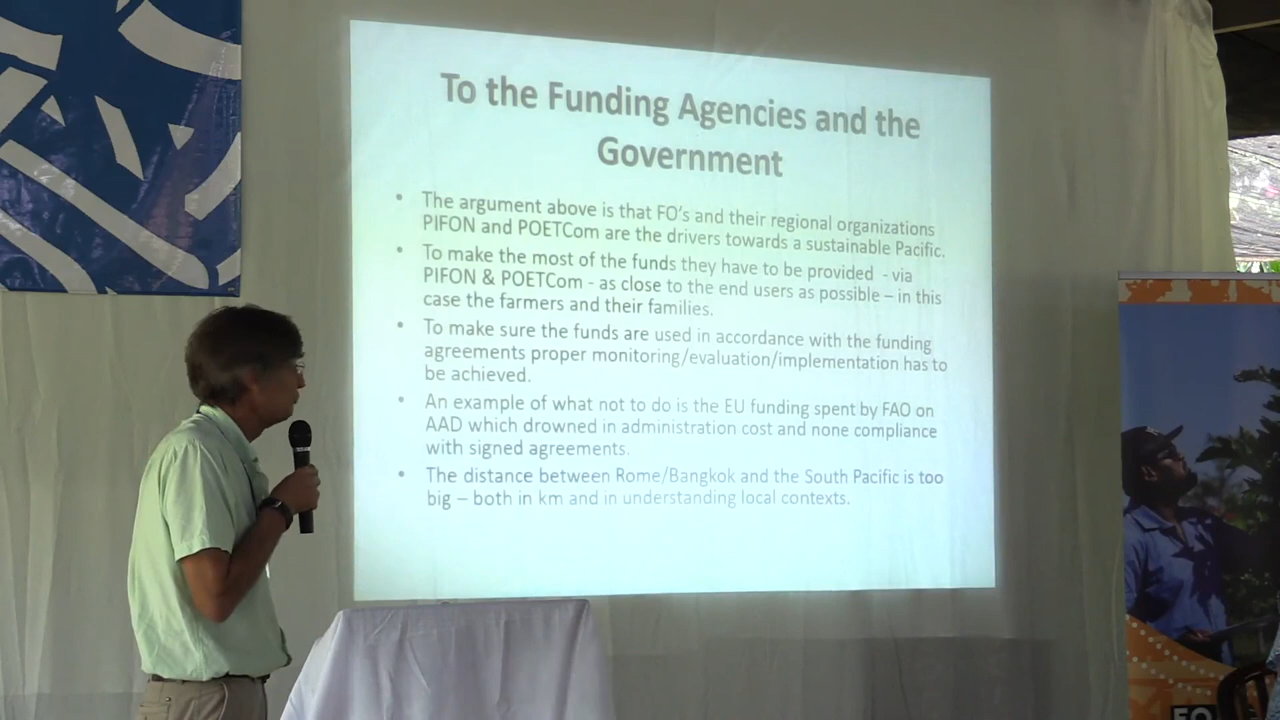 To the Funding Agencies and the
Government
• The argument above is that FO's and their regional organizations
PIFON and POETCom are the drivers towards a sustainable Pacific.
• To make the most of the funds they have to be provided - via
PIFON & POETCom - as close to the end users as possible – in this
case the farmers and their families.
• To make sure the funds are used in accordance with the funding
agreements proper monitoring/evaluation/implementation has to
be achieved.
• An example of what not to do is the EU funding spent by FAO on
AAD which drowned in administration cost and none compliance
with signed agreements.
• The distance between Rome/Bangkok and the South Pacific is too
big – both in km and in understanding local contexts.